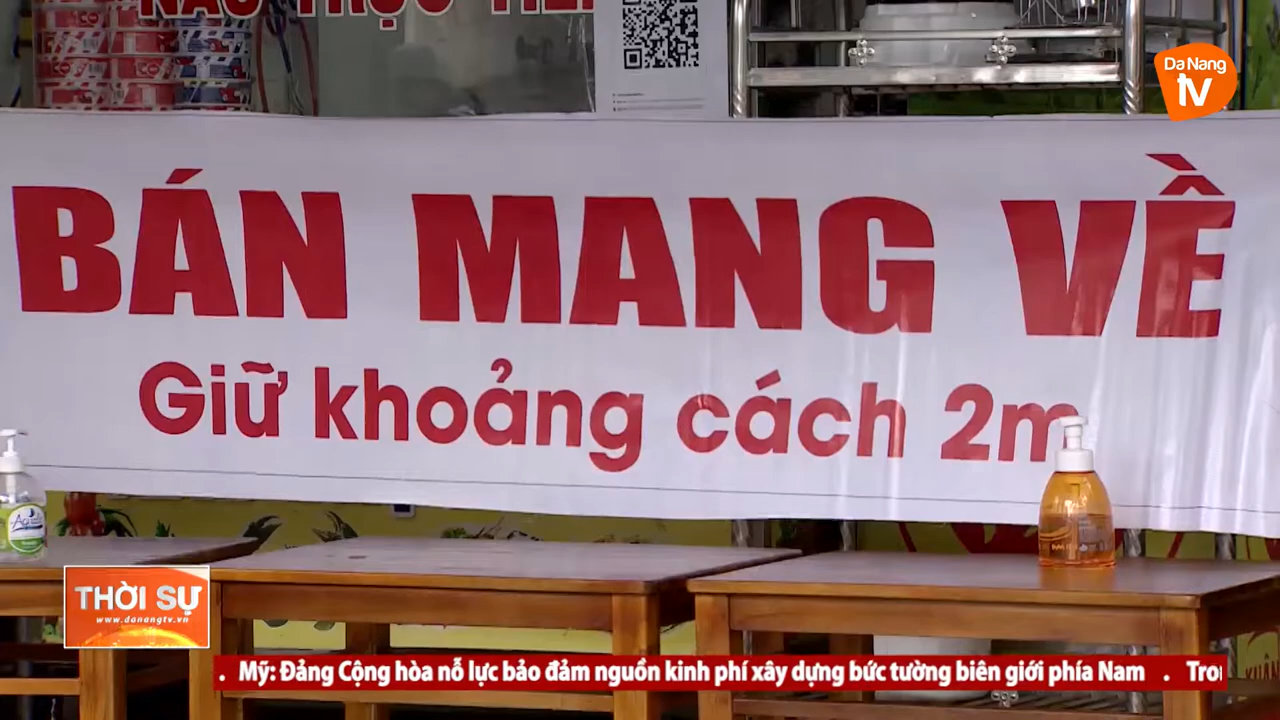 Da Nang
tv
BÁN MANG VỀ
Giữ khoảng cách 2m
THỜI SỰ
www.danangtv.vn
. Mỹ: Đảng Cộng hòa nỗ lực bảo đảm nguồn kinh phí xây dựng bức tường biên giới phía Nam .